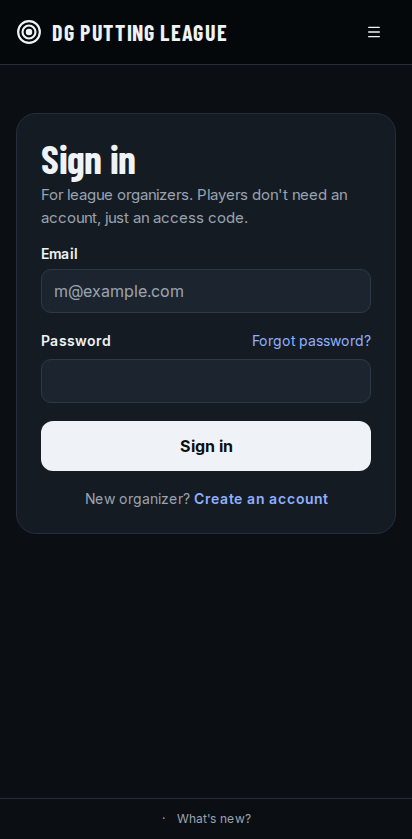 DG PUTTING LEAGUE
Sign in
For league organizers. Players don't need an
account, just an access code.
Email
m@example.com
Password Forgot password?
Sign in
New organizer? Create an account
· What's new?